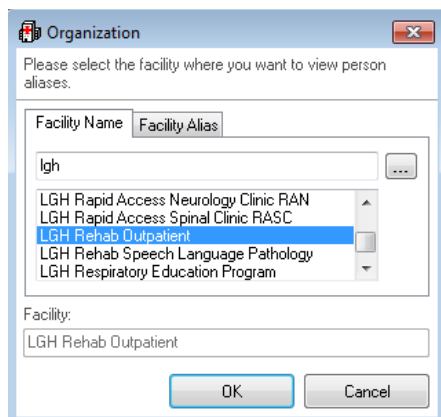 Organization
Please select the facility where you want to view person
aliases.
Facility Name
Facility Alias
lgh
...
LGH Rapid Access Neurology Clinic RAN
LGH Rapid Access Spinal Clinic RASC
LGH Rehab Outpatient
LGH Rehab Speech Language Pathology
LGH Respiratory Education Program
Facility:
LGH Rehab Outpatient
OK
Cancel